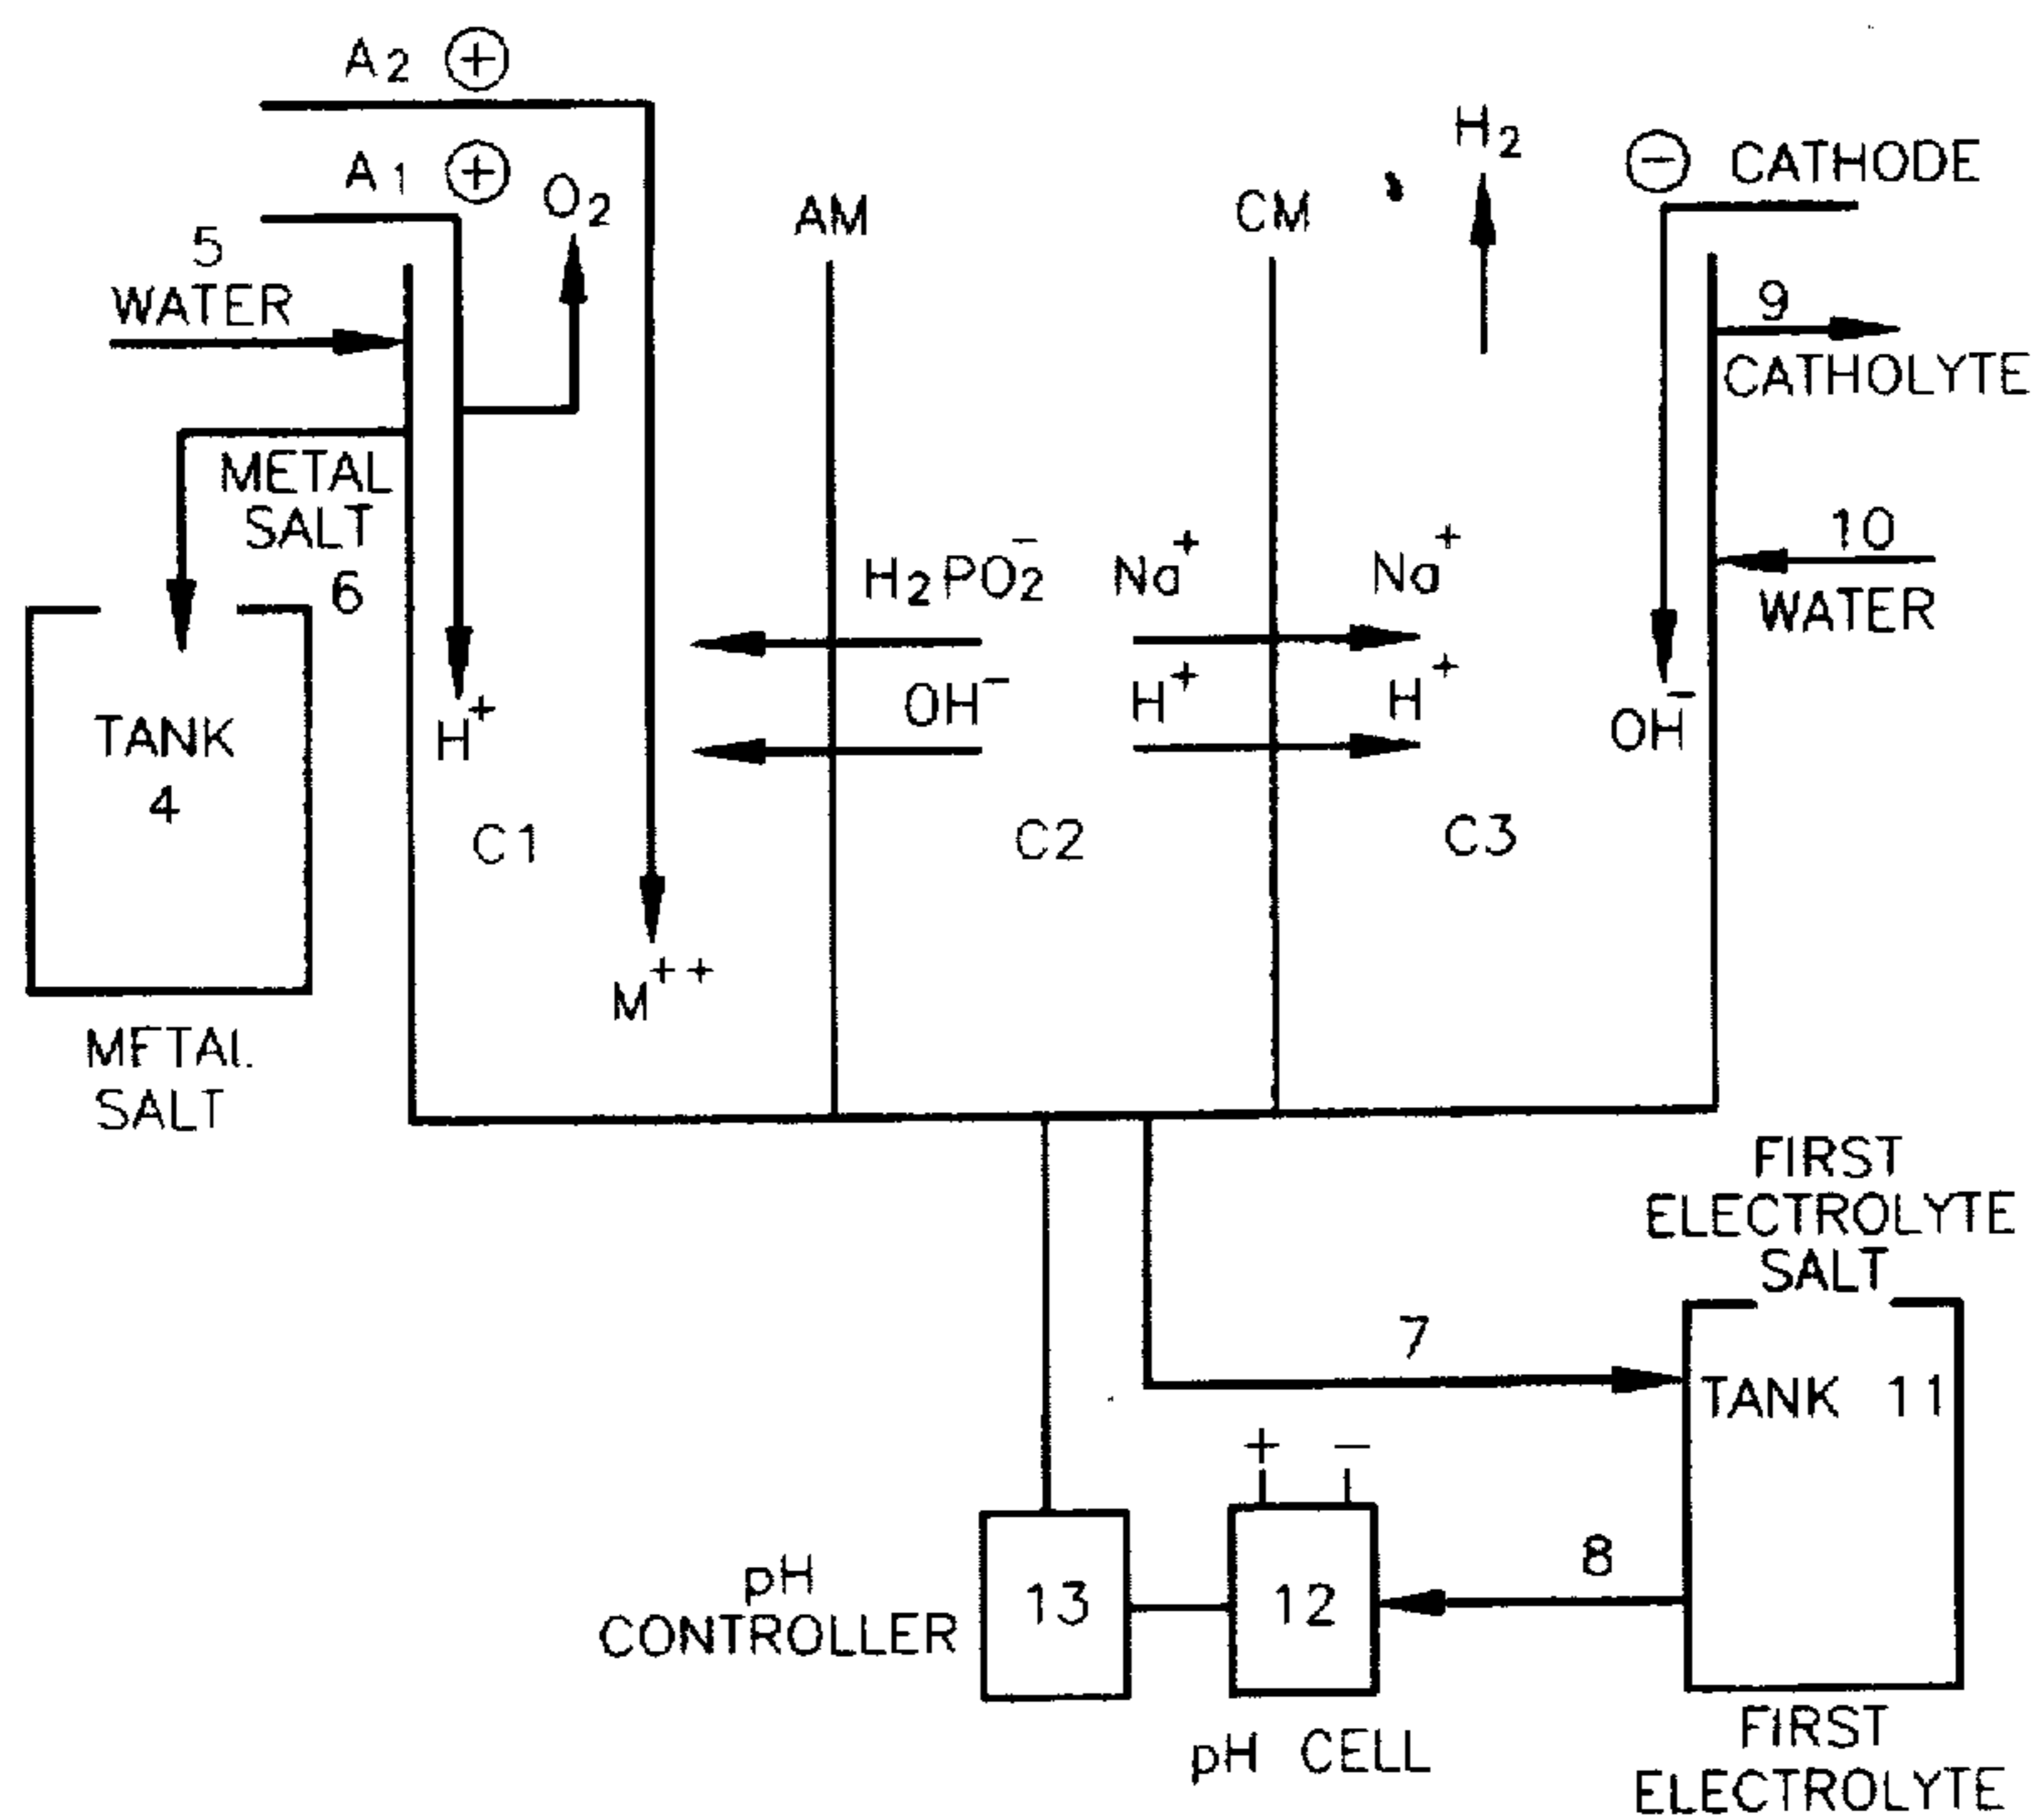 A2 ⊕
A1 ⊕
O2
AM
CM
H2
⊖ CATHODE
5
WATER
9
CATHOLYTE
METAL
SALT
6
10
WATER
H2PO2⁻
Na⁺
Na⁺
OH⁻
H⁺
H⁺
OH⁻
H⁺
TANK
4
C1
C2
C3
M⁺⁺
METAL
SALT
FIRST
ELECTROLYTE
SALT
7
TANK 11
+ −
8
pH
CONTROLLER
13
12
pH CELL
FIRST
ELECTROLYTE